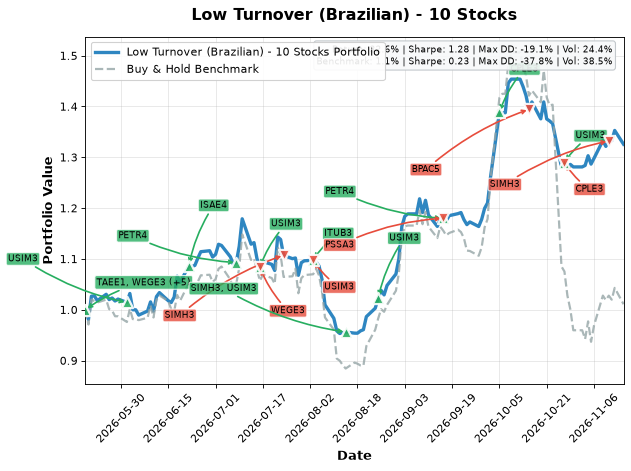 Low Turnover (Brazilian) - 10 Stocks
Low Turnover (Brazilian) - 10 Stocks Portfolio
Buy & Hold Benchmark
| Sharpe: 1.28 | Max DD: -19.1% | Vol: 24.4%
| Sharpe: 0.23 | Max DD: -37.8% | Vol: 38.5%
Portfolio Value
1.5
1.4
1.3
1.2
1.1
1.0
0.9
USIM3
TAEE1, WEGE3 (+5)
PETR4
ISAE4
SIMH3
SIMH3, USIM3
USIM3
WEGE3
ITUB3
PSSA3
USIM3
PETR4
USIM3
BPAC5
SIMH3
USIM3
CPLE3
2026-05-30
2026-06-15
2026-07-01
2026-07-17
2026-08-02
2026-08-18
2026-09-03
2026-09-19
2026-10-05
2026-10-21
2026-11-06
Date